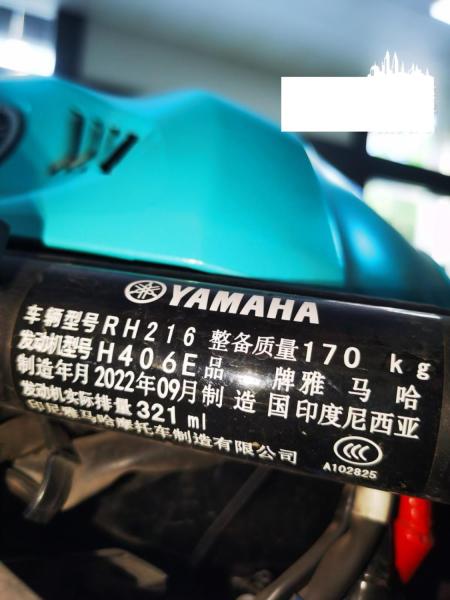 YAMAHA
车辆型号RH216 整备质量170 kg
发动机型号H406E 品 牌 雅 马 哈
制造年月2022年09月 制 造 国 印度尼西亚
发动机实际排量321 ml
印尼雅马哈摩托车制造有限公司
CCC
A102825